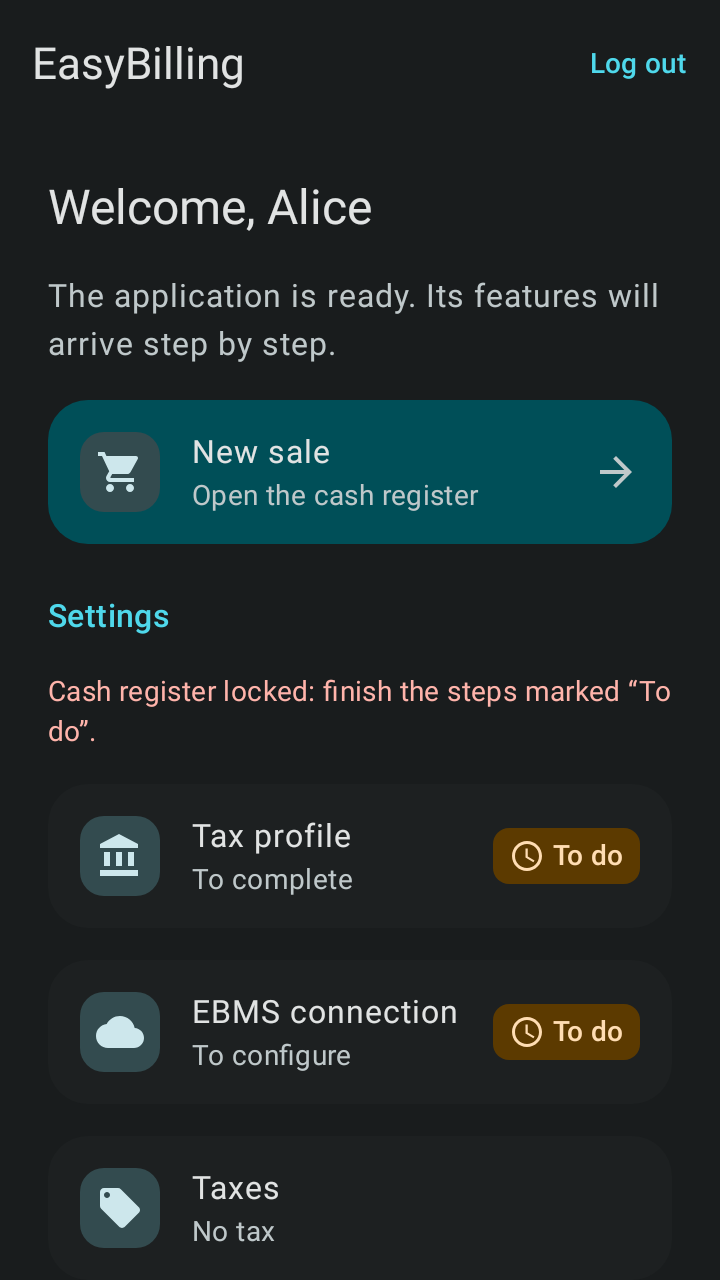 EasyBilling
Log out
Welcome, Alice
The application is ready. Its features will
arrive step by step.
New sale
Open the cash register
Settings
Cash register locked: finish the steps marked “To
do”.
Tax profile
To complete
To do
EBMS connection
To configure
To do
Taxes
No tax